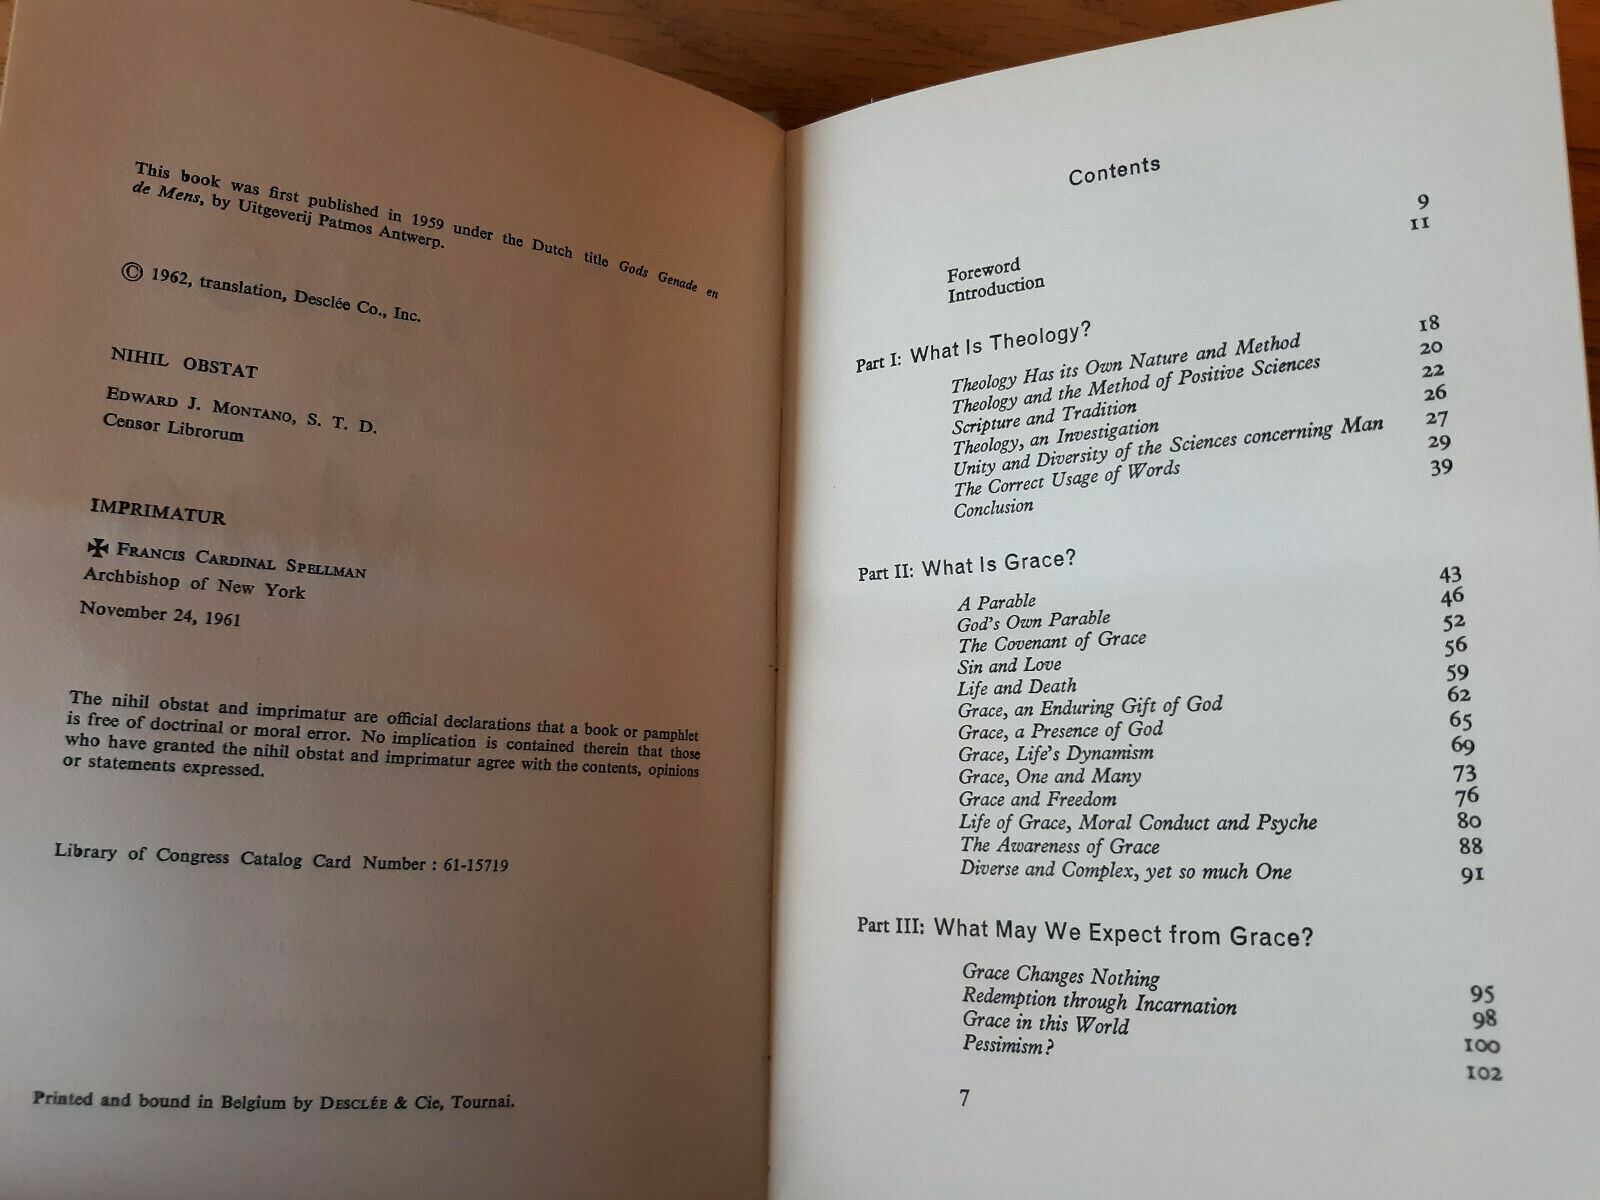 This book was first published in 1959 under the Dutch title Gods Genade en
de Mens, by Uitgeverij Patmos Antwerp.
© 1962, translation, Desclée Co., Inc.
NIHIL OBSTAT
EDWARD J. MONTANO, S. T. D.
Censor Librorum
IMPRIMATUR
✠ FRANCIS CARDINAL SPELLMAN
Archbishop of New York
November 24, 1961
The nihil obstat and imprimatur are official declarations that a book or pamphlet
is free of doctrinal or moral error. No implication is contained therein that those
who have granted the nihil obstat and imprimatur agree with the contents, opinions
or statements expressed.
Library of Congress Catalog Card Number : 61-15719
Printed and bound in Belgium by DESCLÉE & Cie, Tournai.
Contents
Foreword 9
Introduction 11
Part I: What Is Theology?
Theology Has its Own Nature and Method 18
Theology and the Method of Positive Sciences 20
Scripture and Tradition 22
Theology, an Investigation 26
Unity and Diversity of the Sciences concerning Man 27
The Correct Usage of Words 29
Conclusion 39
Part II: What Is Grace?
A Parable 43
God's Own Parable 46
The Covenant of Grace 52
Sin and Love 56
Life and Death 59
Grace, an Enduring Gift of God 62
Grace, a Presence of God 65
Grace, Life's Dynamism 69
Grace, One and Many 73
Grace and Freedom 76
Life of Grace, Moral Conduct and Psyche 80
The Awareness of Grace 88
Diverse and Complex, yet so much One 91
Part III: What May We Expect from Grace?
Grace Changes Nothing 95
Redemption through Incarnation 98
Grace in this World 100
Pessimism? 102
7